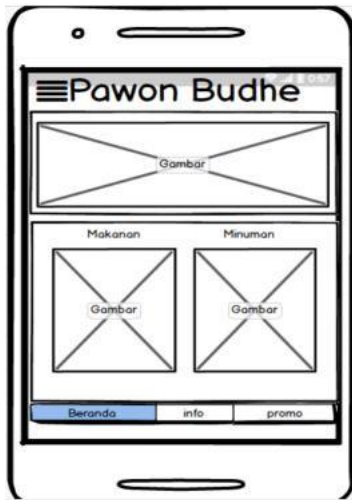 Pawon Budhe
Gambar
Makanan Minuman
Gambar Gambar
Beranda info promo